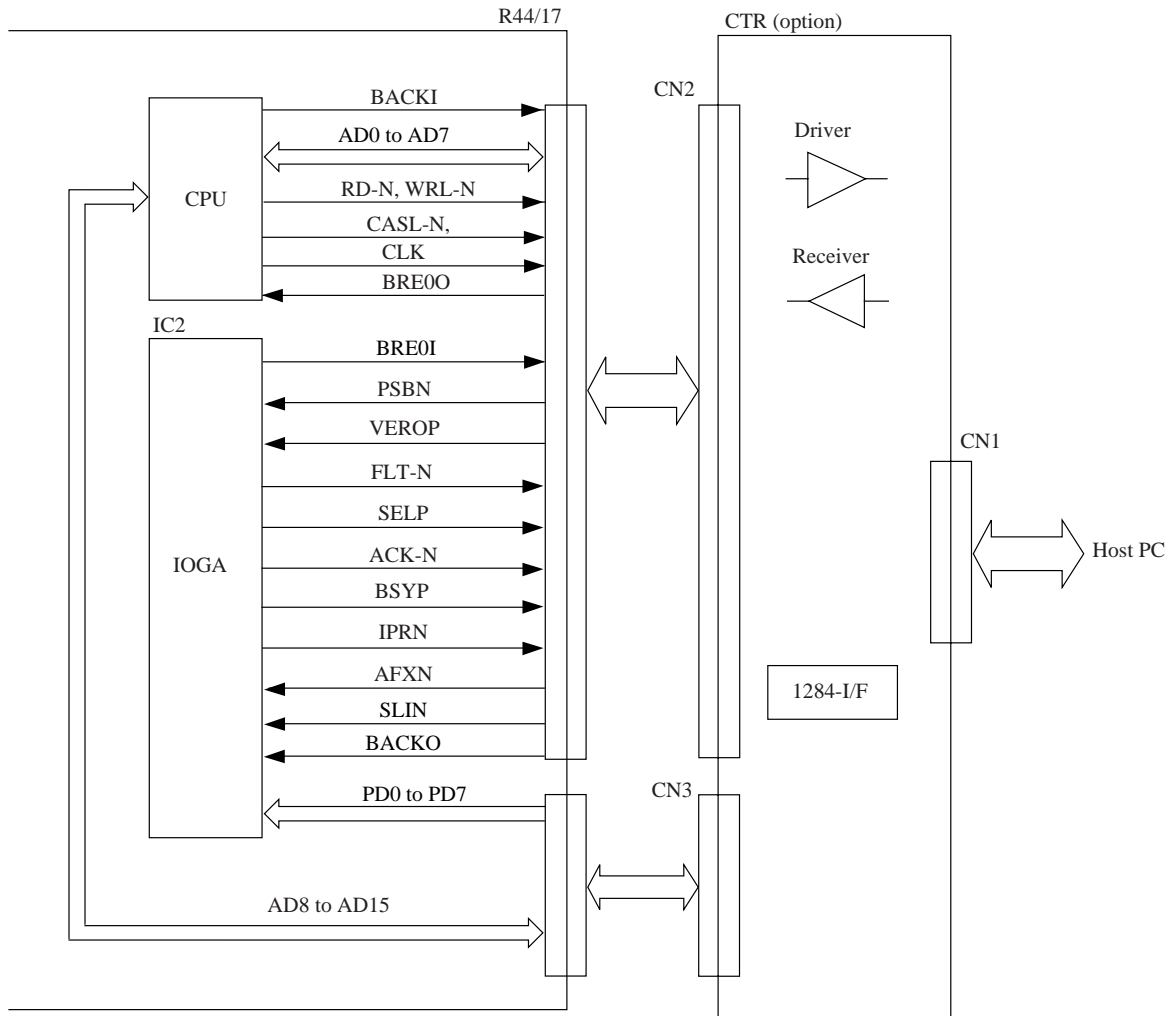 R44/17
CTR (option)
CN2
BACKI
AD0 to AD7
CPU
RD-N, WRL-N
CASL-N,
CLK
BRE0O
Driver
Receiver
IC2
IOGA
BRE0I
PSBN
VEROP
FLT-N
SELP
ACK-N
BSYP
IPRN
AFXN
SLIN
BACKO
PD0 to PD7
AD8 to AD15
CN1
Host PC
1284-I/F
CN3